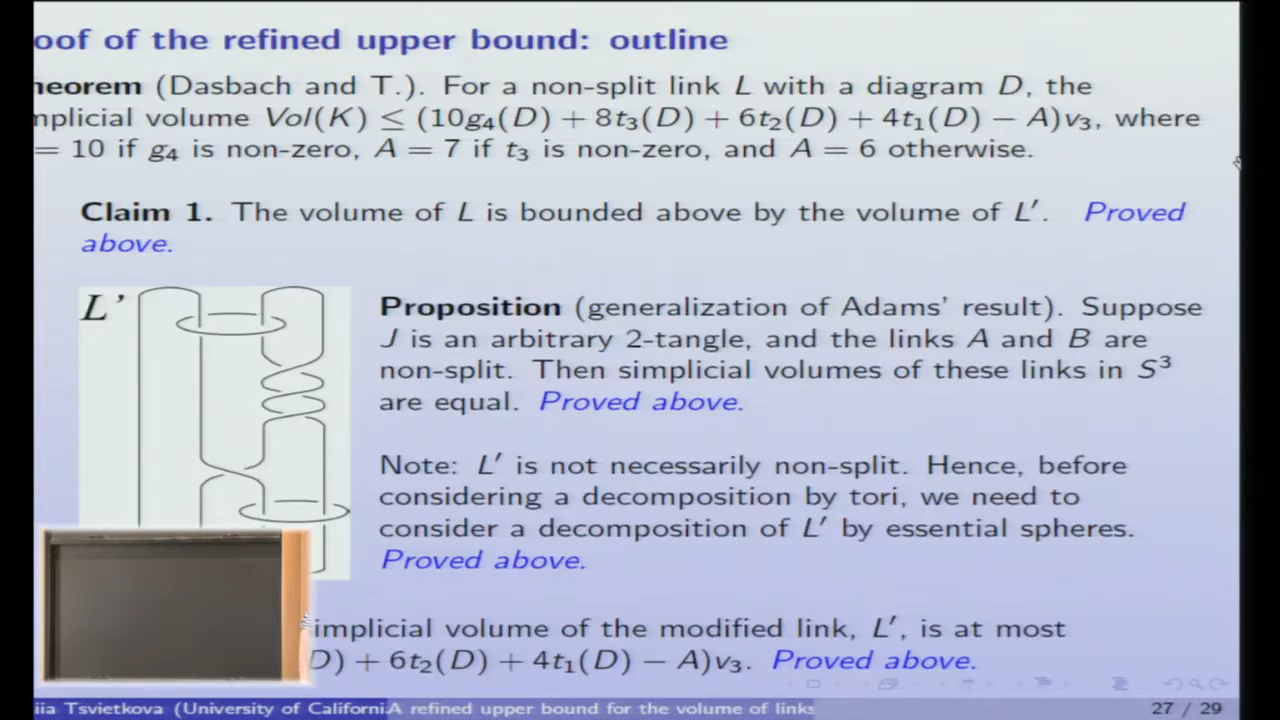 oof of the refined upper bound: outline
heorem (Dasbach and T.). For a non-split link L with a diagram D, the
nplicial volume Vol(K) ≤ (10g₄(D) + 8t₃(D) + 6t₂(D) + 4t₁(D) − A)v₃, where
= 10 if g₄ is non-zero, A = 7 if t₃ is non-zero, and A = 6 otherwise.
Claim 1. The volume of L is bounded above by the volume of L′. Proved
above.
L’
Proposition (generalization of Adams’ result). Suppose
J is an arbitrary 2-tangle, and the links A and B are
non-split. Then simplicial volumes of these links in S³
are equal. Proved above.
Note: L′ is not necessarily non-split. Hence, before
considering a decomposition by tori, we need to
consider a decomposition of L′ by essential spheres.
Proved above.
implicial volume of the modified link, L′, is at most
D) + 6t₂(D) + 4t₁(D) − A)v₃. Proved above.
iia Tsvietkova (University of Californi A refined upper bound for the volume of links 27 / 29